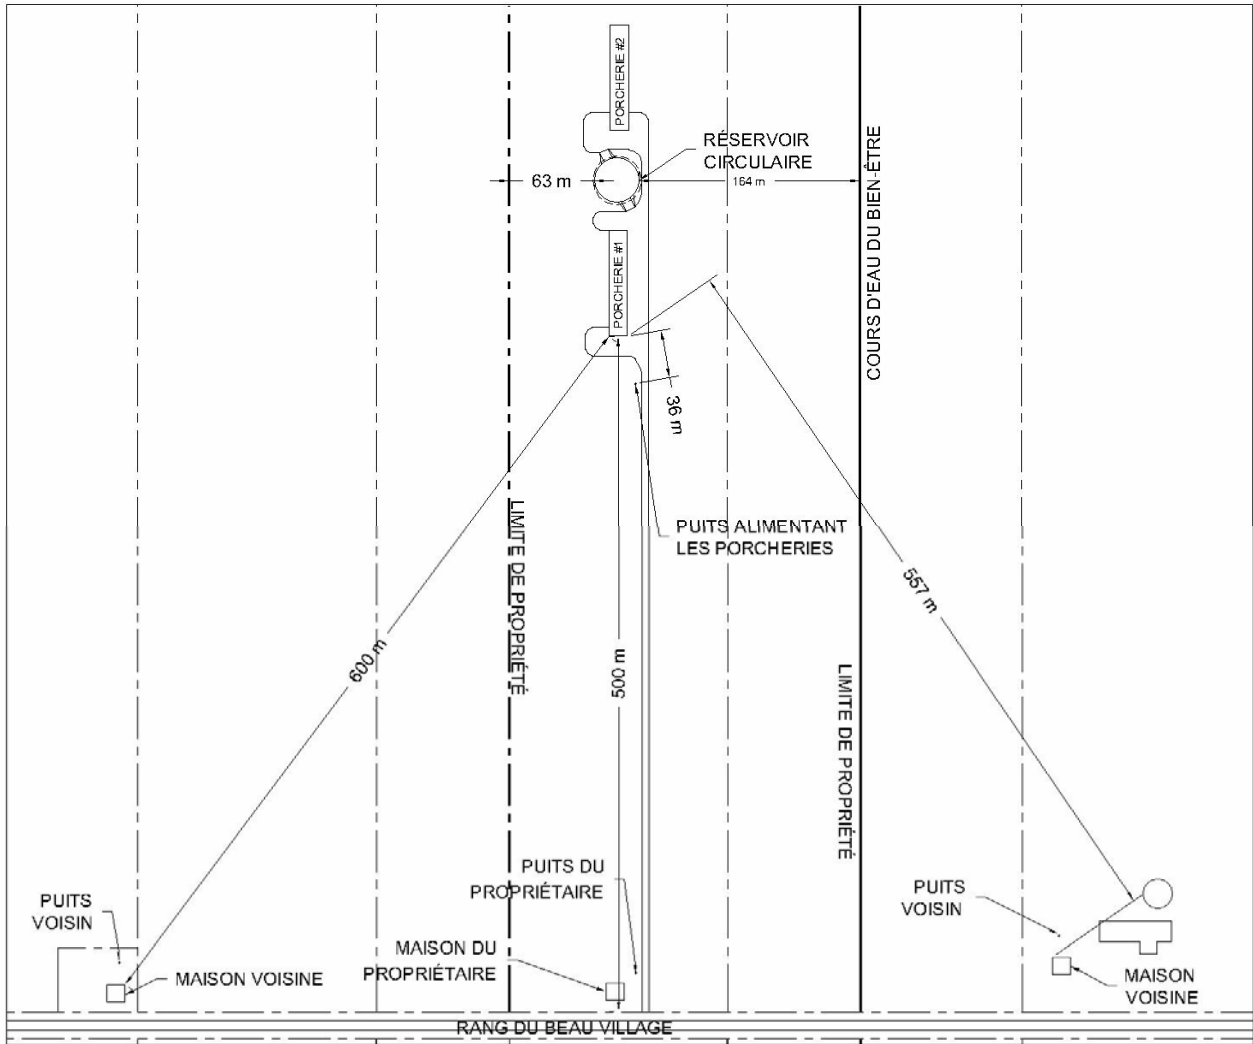 PORCHERIE #2
RÉSERVOIR
CIRCULAIRE
63 m
164 m
COURS D'EAU DU BIEN-ÊTRE
PORCHERIE #1
36 m
PUITS ALIMENTANT
LES PORCHERIES
LIMITE DE PROPRIÉTÉ
557 m
600 m
500 m
LIMITE DE PROPRIÉTÉ
PUITS DU
PROPRIÉTAIRE
PUITS
VOISIN
PUITS
VOISIN
MAISON DU
PROPRIÉTAIRE
MAISON VOISINE
MAISON
VOISINE
RANG DU BEAU VILLAGE